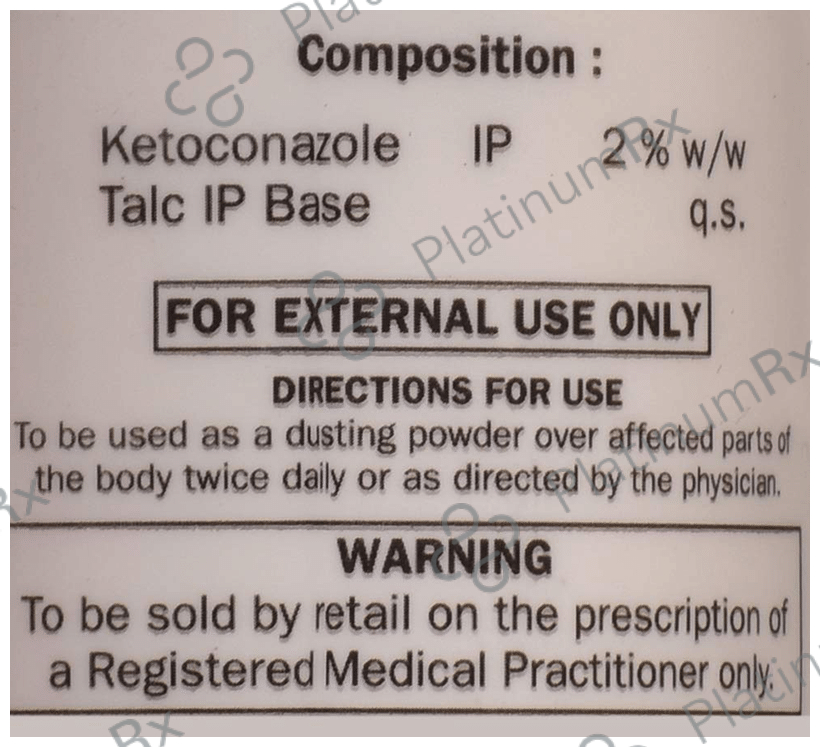 Composition :
Ketoconazole IP 2% w/w
Talc IP Base q.s.
FOR EXTERNAL USE ONLY
DIRECTIONS FOR USE
To be used as a dusting powder over affected parts of
the body twice daily or as directed by the physician.
WARNING
To be sold by retail on the prescription of
a Registered Medical Practitioner only.
PlatinumRx
PlatinumRx